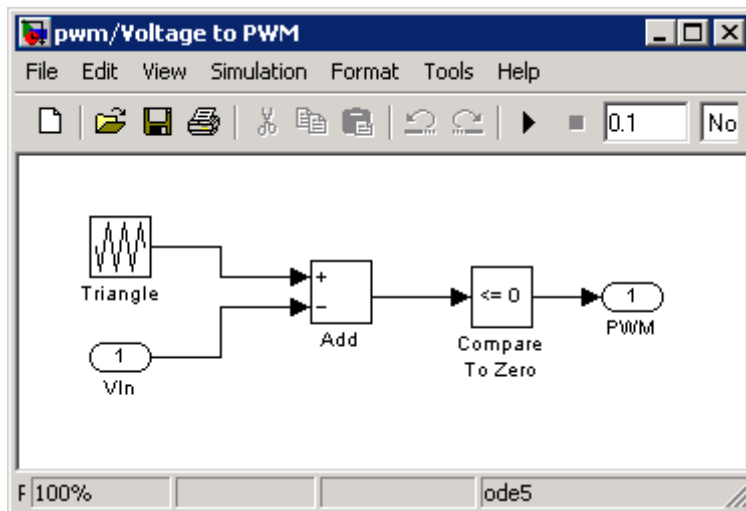 pwm/Voltage to PWM
File Edit View Simulation Format Tools Help
0.1 No
Triangle
+
−
Add
<= 0
Compare
To Zero
1
PWM
1
VIn
F 100% ode5